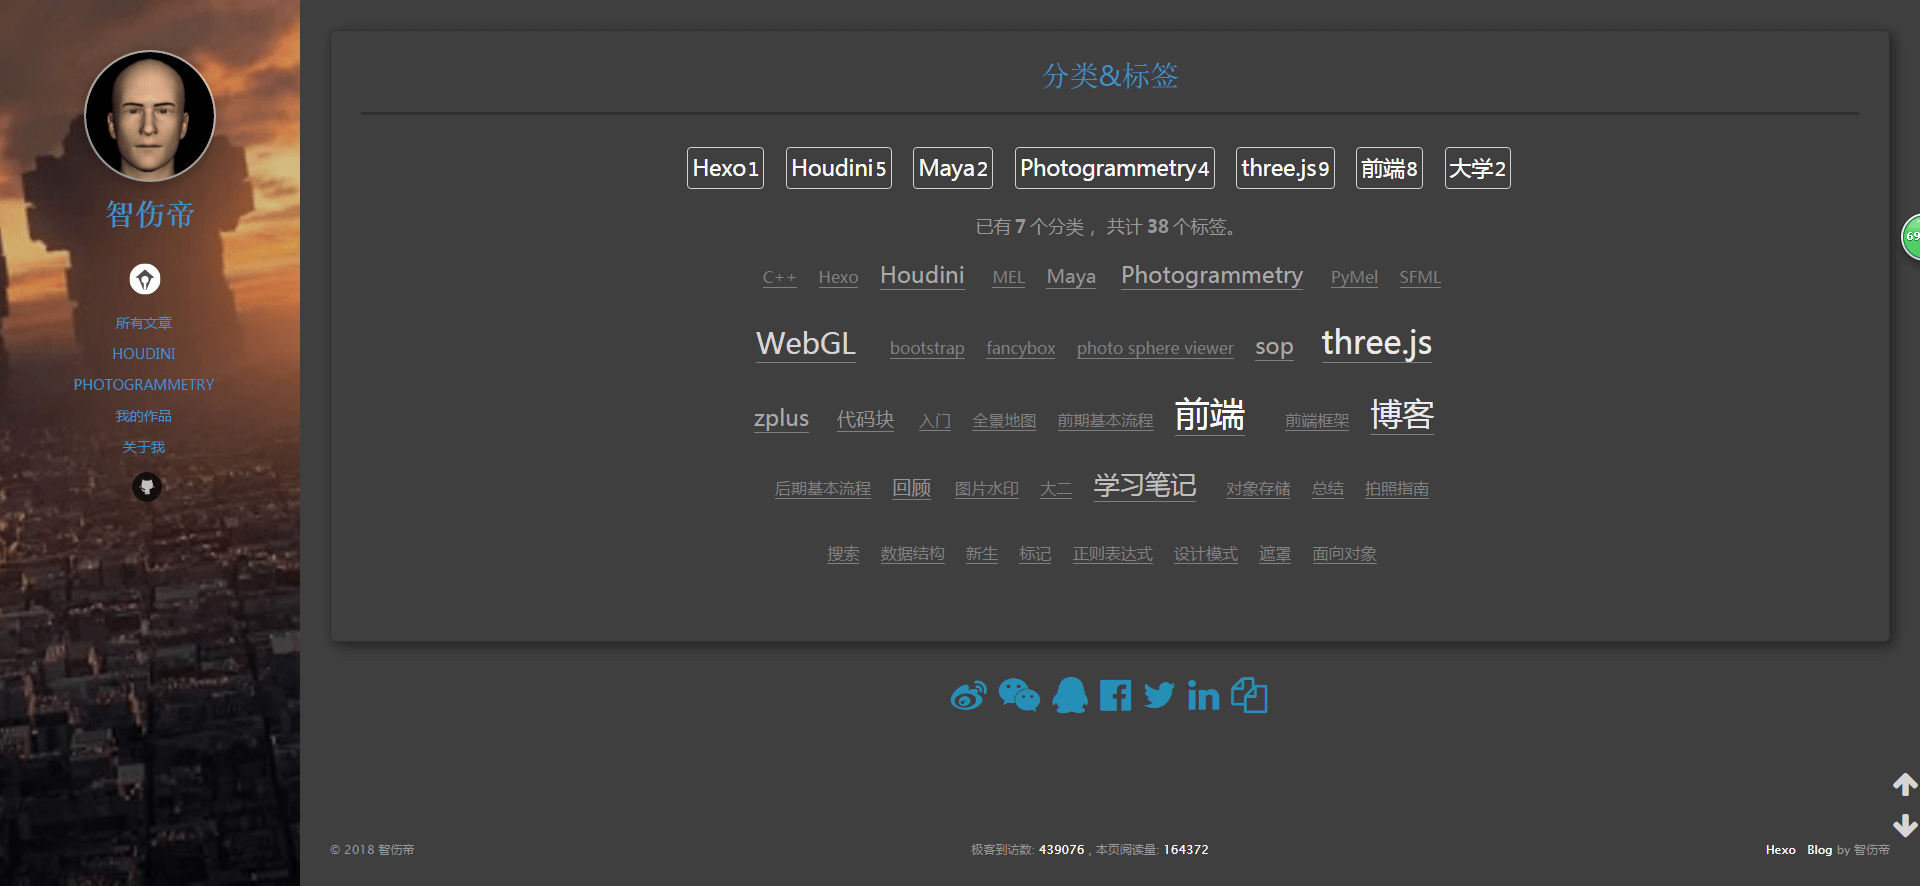 智伤帝
所有文章
HOUDINI
PHOTOGRAMMETRY
我的作品
关于我
分类&标签
Hexo1 Houdini5 Maya2 Photogrammetry4 three.js9 前端8 大学2
已有 7 个分类， 共计 38 个标签。
C++ Hexo Houdini MEL Maya Photogrammetry PyMel SFML
WebGL bootstrap fancybox photo sphere viewer sop three.js
zplus 代码块 入门 全景地图 前期基本流程 前端 前端框架 博客
后期基本流程 回顾 图片水印 大二 学习笔记 对象存储 总结 拍照指南
搜索 数据结构 新生 标记 正则表达式 设计模式 遮罩 面向对象
69
© 2018 智伤帝
极客到访数: 439076 , 本页阅读量: 164372
Hexo Blog by 智伤帝